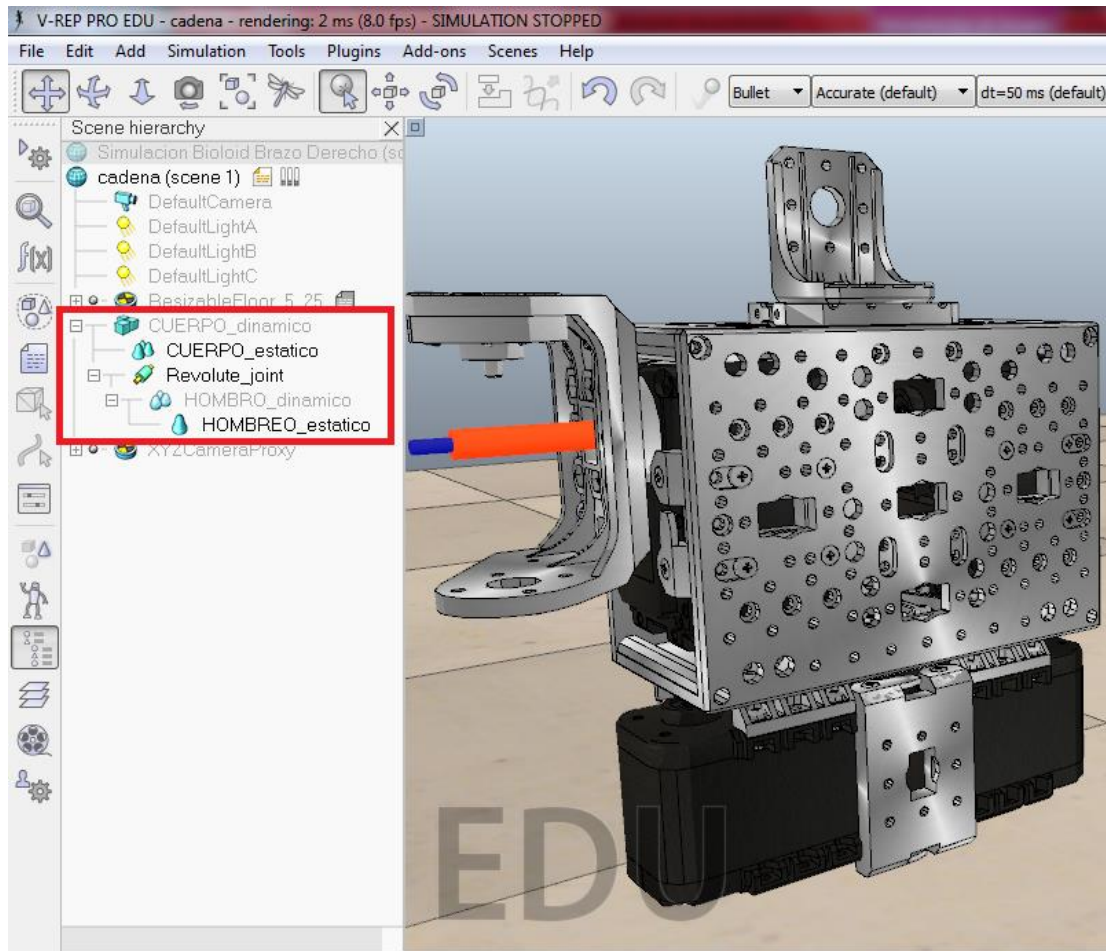 V-REP PRO EDU - cadena - rendering: 2 ms (8.0 fps) - SIMULATION STOPPED
File Edit Add Simulation Tools Plugins Add-ons Scenes Help
Bullet Accurate (default) dt=50 ms (default)
Scene hierarchy
Simulacion Bioloid Brazo Derecho (sc
cadena (scene 1)
DefaultCamera
DefaultLightA
DefaultLightB
DefaultLightC
ResizableFloor_5_25
CUERPO_dinamico
CUERPO_estatico
Revolute_joint
HOMBRO_dinamico
HOMBREO_estatico
XYZCameraProxy
f(x)
EDU